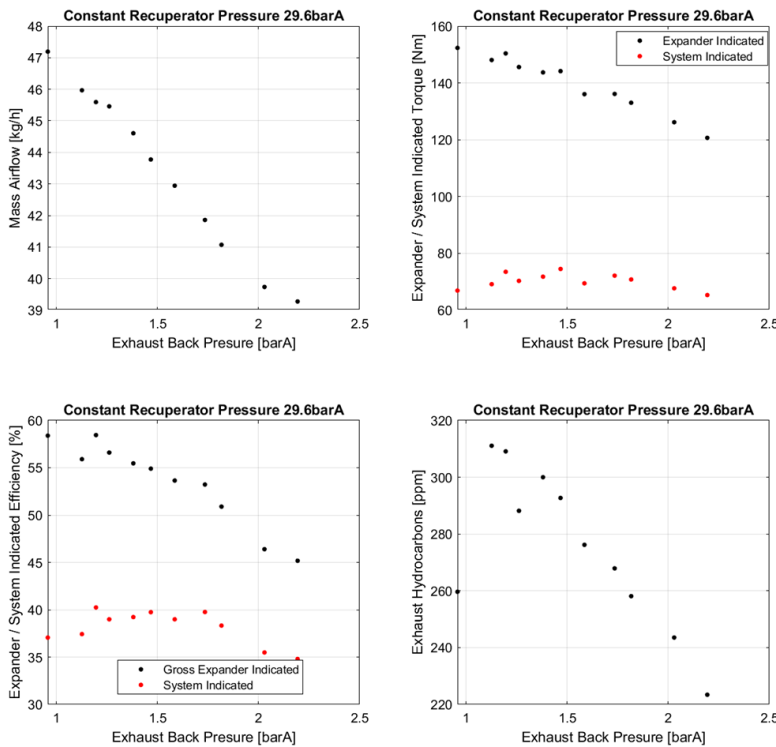 Constant Recuperator Pressure 29.6barA
48
47
46
45
44
43
42
41
40
39
Mass Airflow [kg/h]
1
1.5
2
2.5
Exhaust Back Presure [barA]
Constant Recuperator Pressure 29.6barA
160
140
120
100
80
60
Expander / System Indicated Torque [Nm]
Expander Indicated
System Indicated
1
1.5
2
2.5
Exhaust Back Presure [barA]
Constant Recuperator Pressure 29.6barA
60
55
50
45
40
35
30
Expander / System Indicated Efficiency [%]
Gross Expander Indicated
System Indicated
1
1.5
2
2.5
Exhaust Back Presure [barA]
Constant Recuperator Pressure 29.6barA
320
300
280
260
240
220
Exhaust Hydrocarbons [ppm]
1
1.5
2
2.5
Exhaust Back Presure [barA]